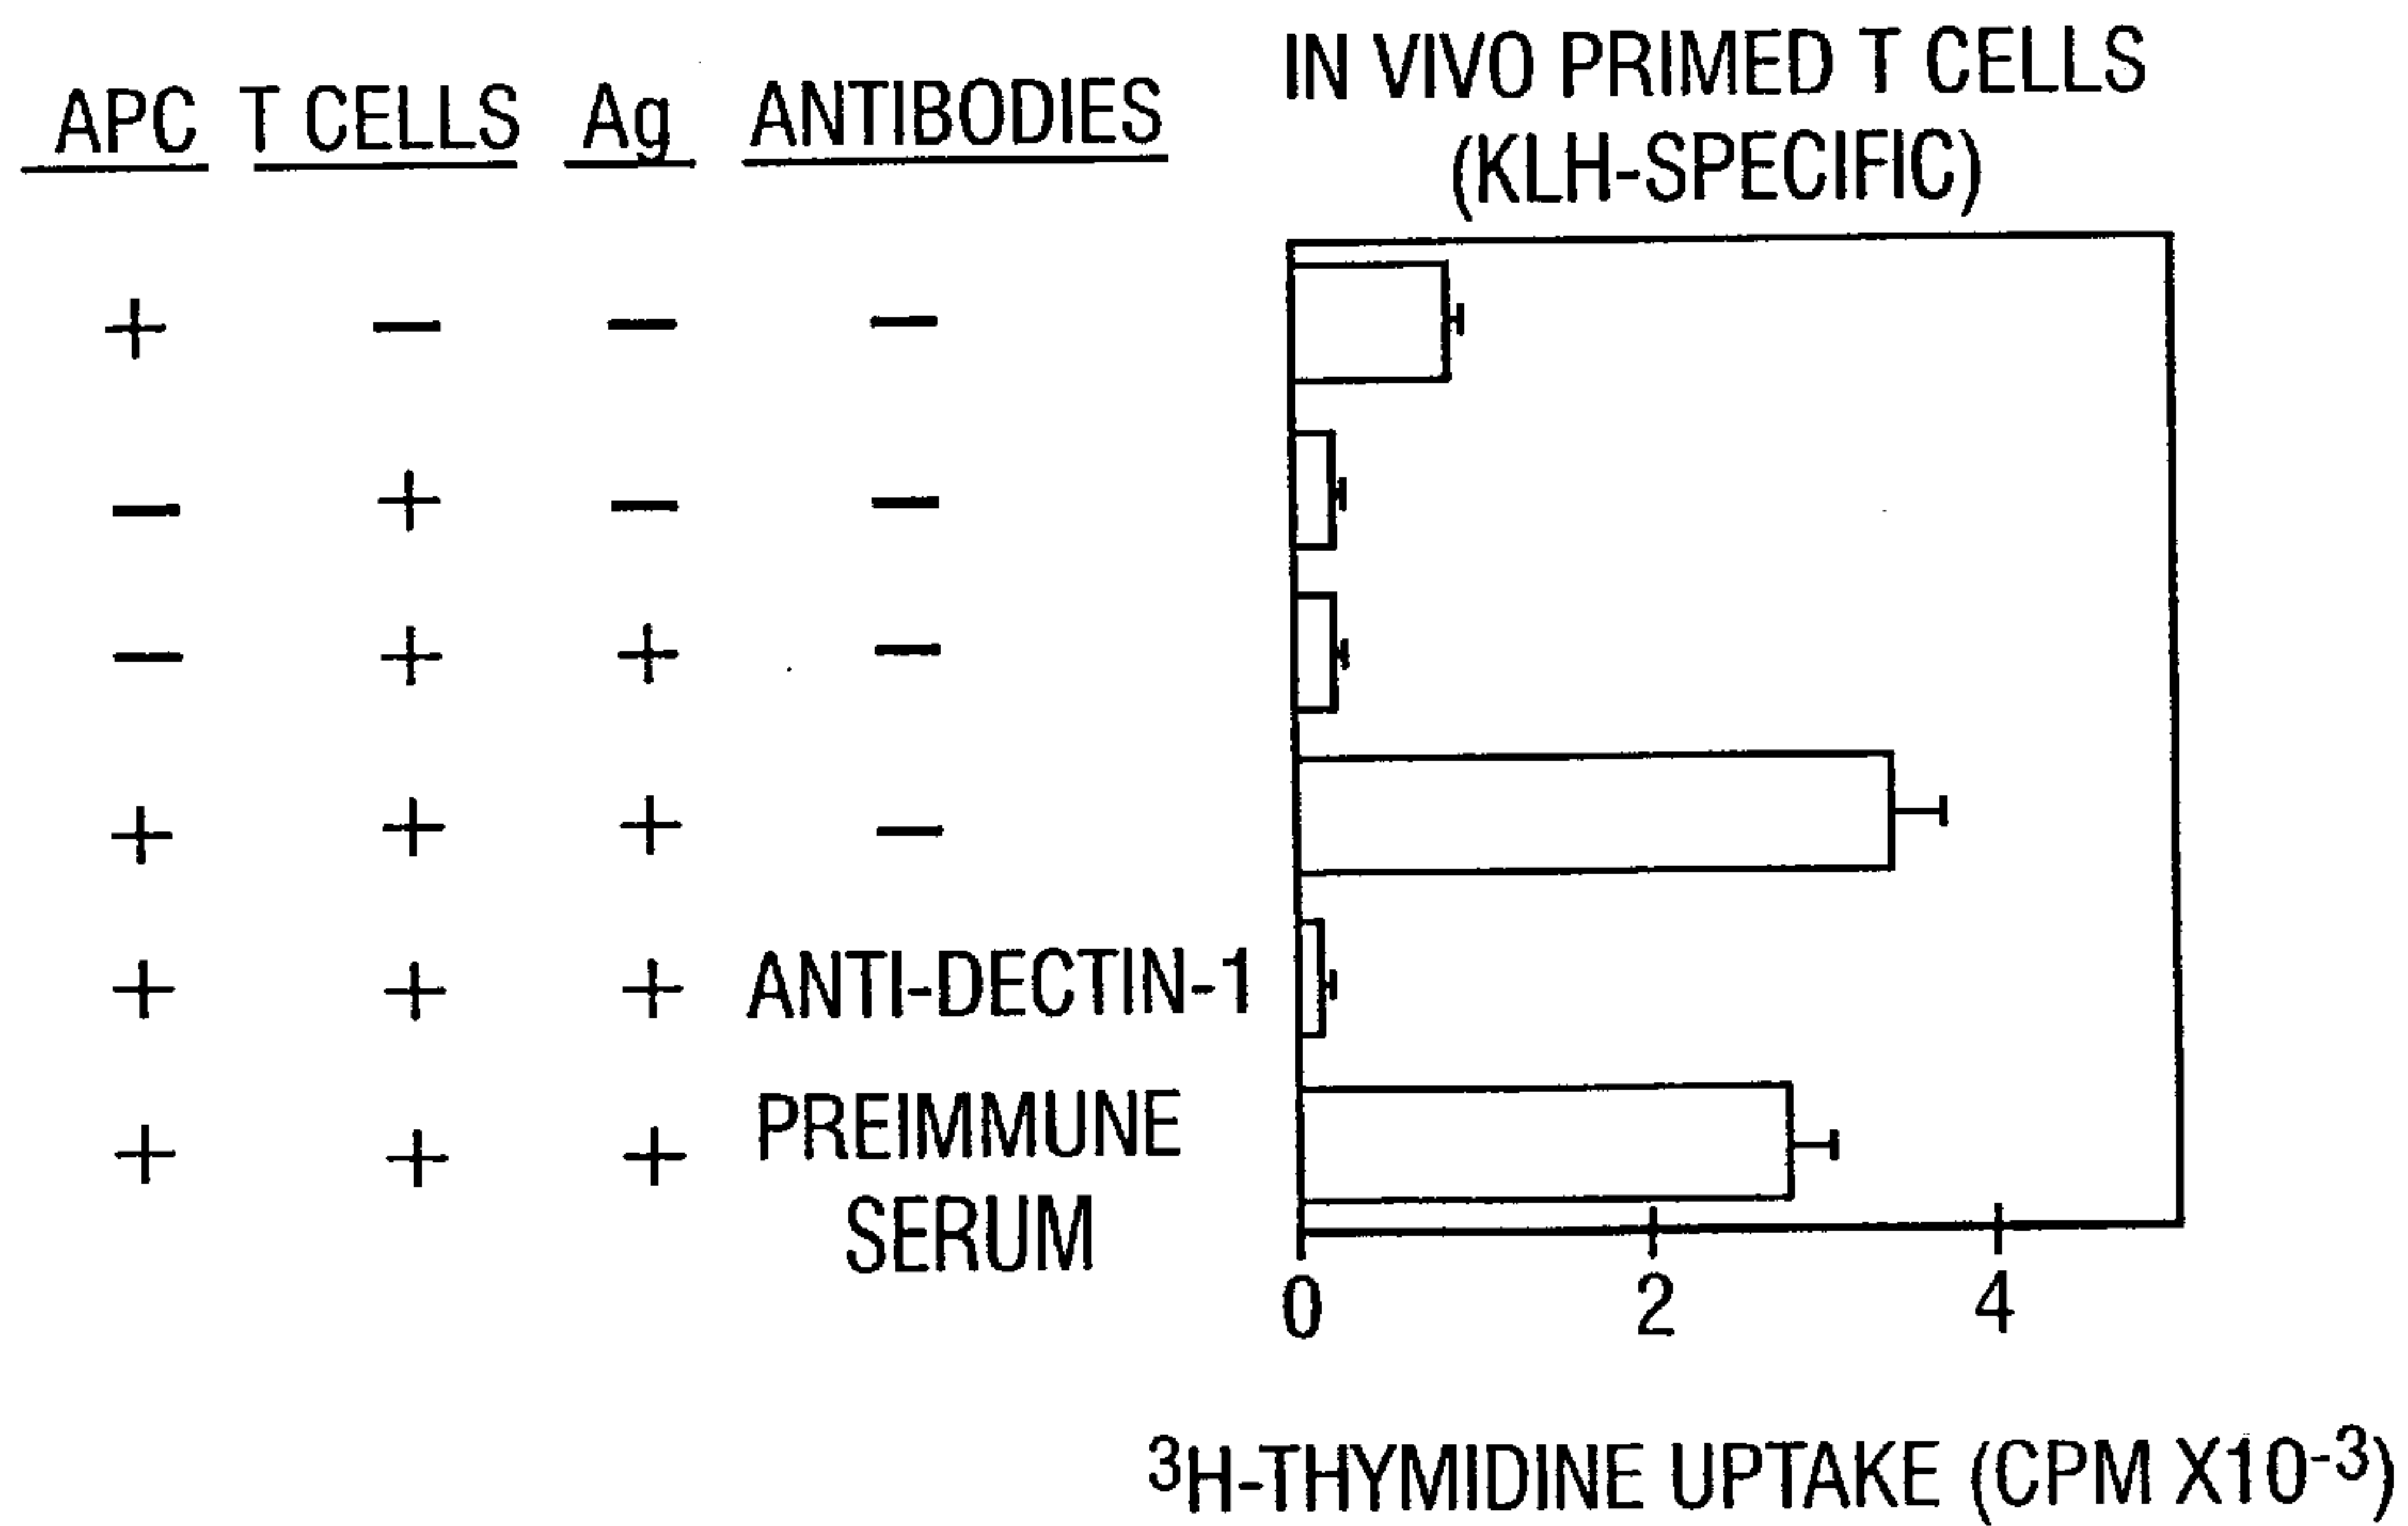 IN VIVO PRIMED T CELLS
(KLH-SPECIFIC)
APC T CELLS Ag ANTIBODIES
+ − − −
− + − −
− + + −
+ + + −
+ + + ANTI-DECTIN-1
+ + + PREIMMUNE
SERUM
0 2 4
³H-THYMIDINE UPTAKE (CPM X10⁻³)